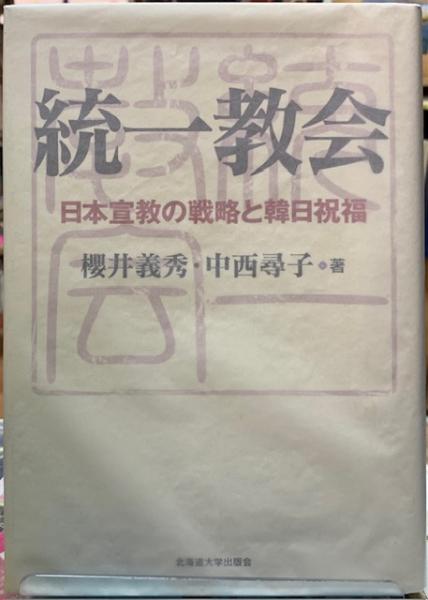 統一教会
日本宣教の戦略と韓日祝福
櫻井義秀・中西尋子・著
北海道大学出版会